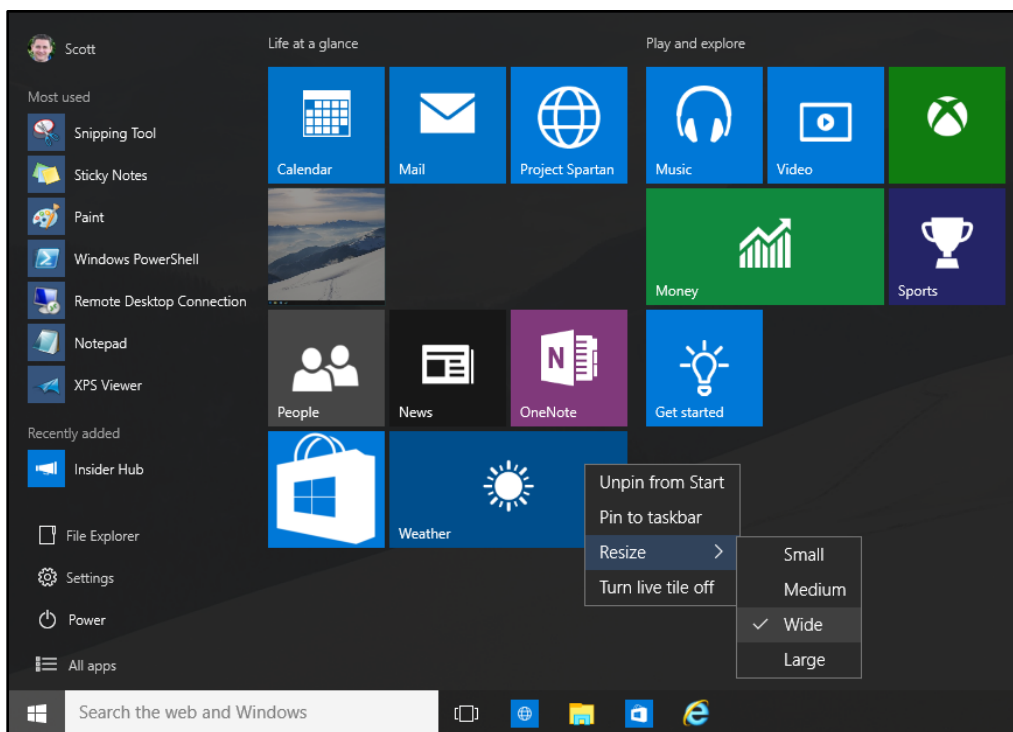 Scott
Most used
Snipping Tool
Sticky Notes
Paint
Windows PowerShell
Remote Desktop Connection
Notepad
XPS Viewer
Recently added
Insider Hub
File Explorer
Settings
Power
All apps
Life at a glance
Calendar
Mail
Project Spartan
People
News
N
OneNote
Weather
Play and explore
Music
Video
Money
Sports
Get started
Unpin from Start
Pin to taskbar
Resize
Turn live tile off
Small
Medium
Wide
Large
Search the web and Windows